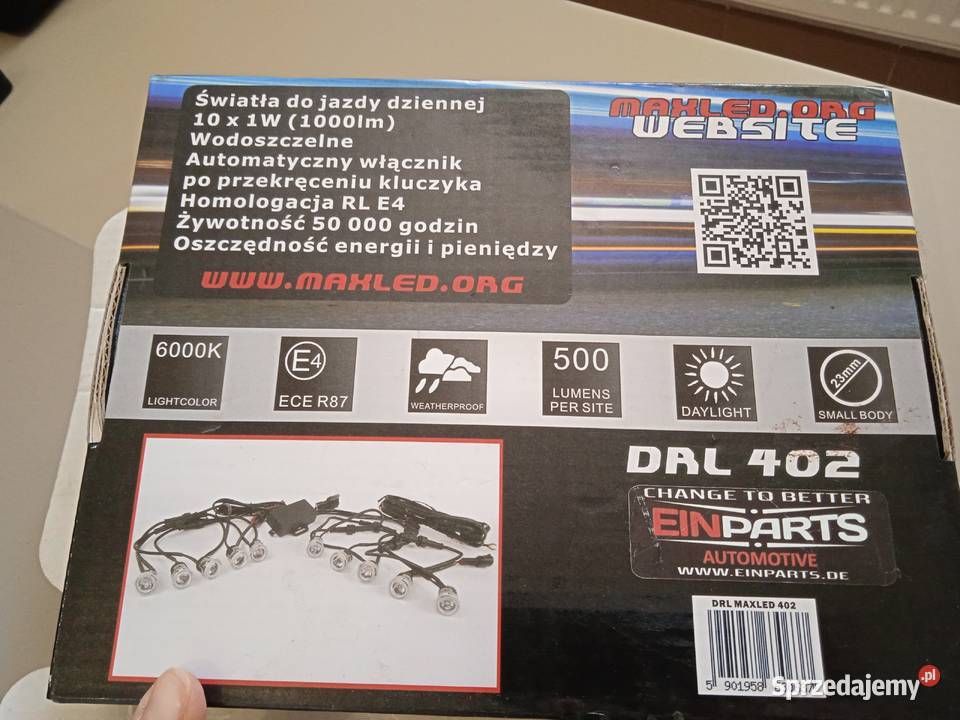 Światła do jazdy dziennej
10 x 1W (1000lm)
Wodoszczelne
Automatyczny włącznik
po przekręceniu kluczyka
Homologacja RL E4
Żywotność 50 000 godzin
Oszczędność energii i pieniędzy
WWW.MAXLED.ORG
MAXLED.ORG
WEBSITE
6000K
LIGHTCOLOR
E4
ECE R87
WEATHERPROOF
500
LUMENS
PER SITE
DAYLIGHT
23mm
SMALL BODY
DRL 402
CHANGE TO BETTER
EINPARTS
AUTOMOTIVE
WWW.EINPARTS.DE
DRL MAXLED 402
5 901958
Sprzedajemy.pl